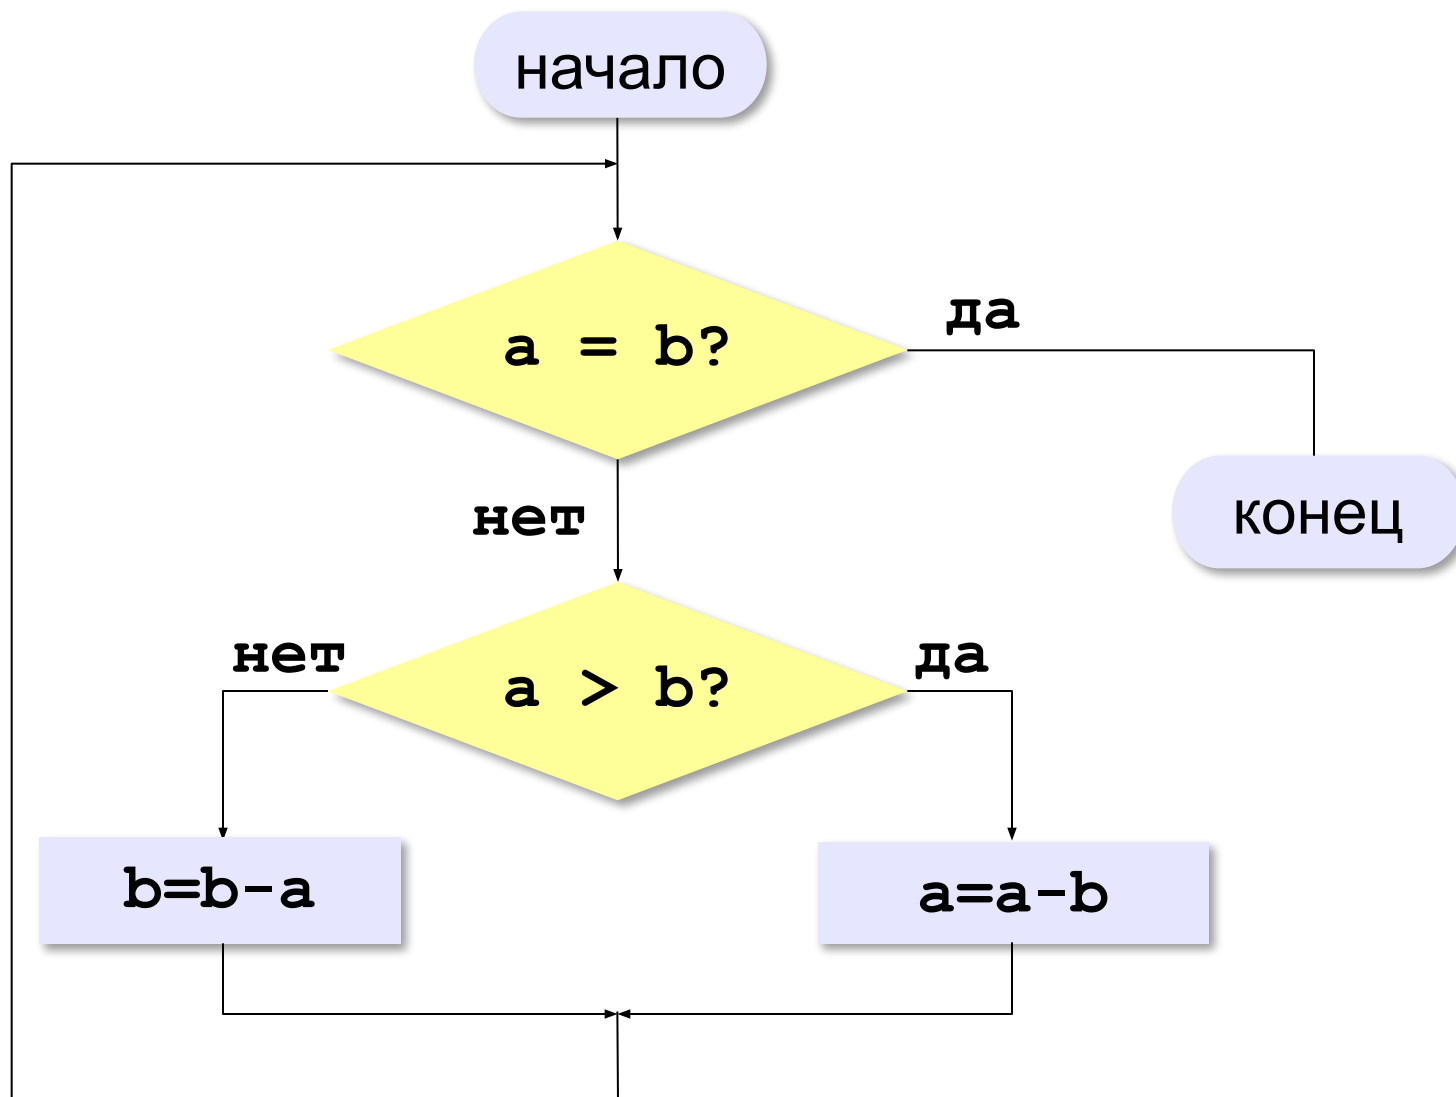 начало
a = b?
да
конец
нет
нет
a > b?
да
b=b-a
a=a-b